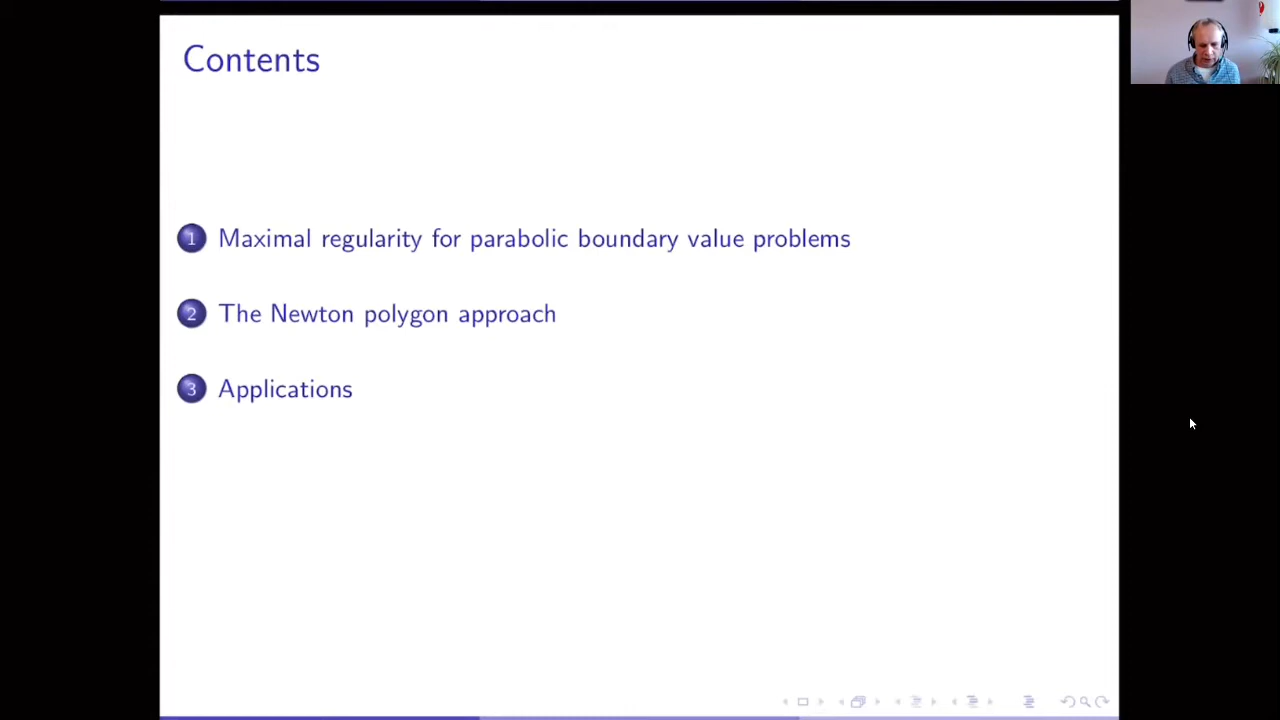 Contents
1 Maximal regularity for parabolic boundary value problems
2 The Newton polygon approach
3 Applications